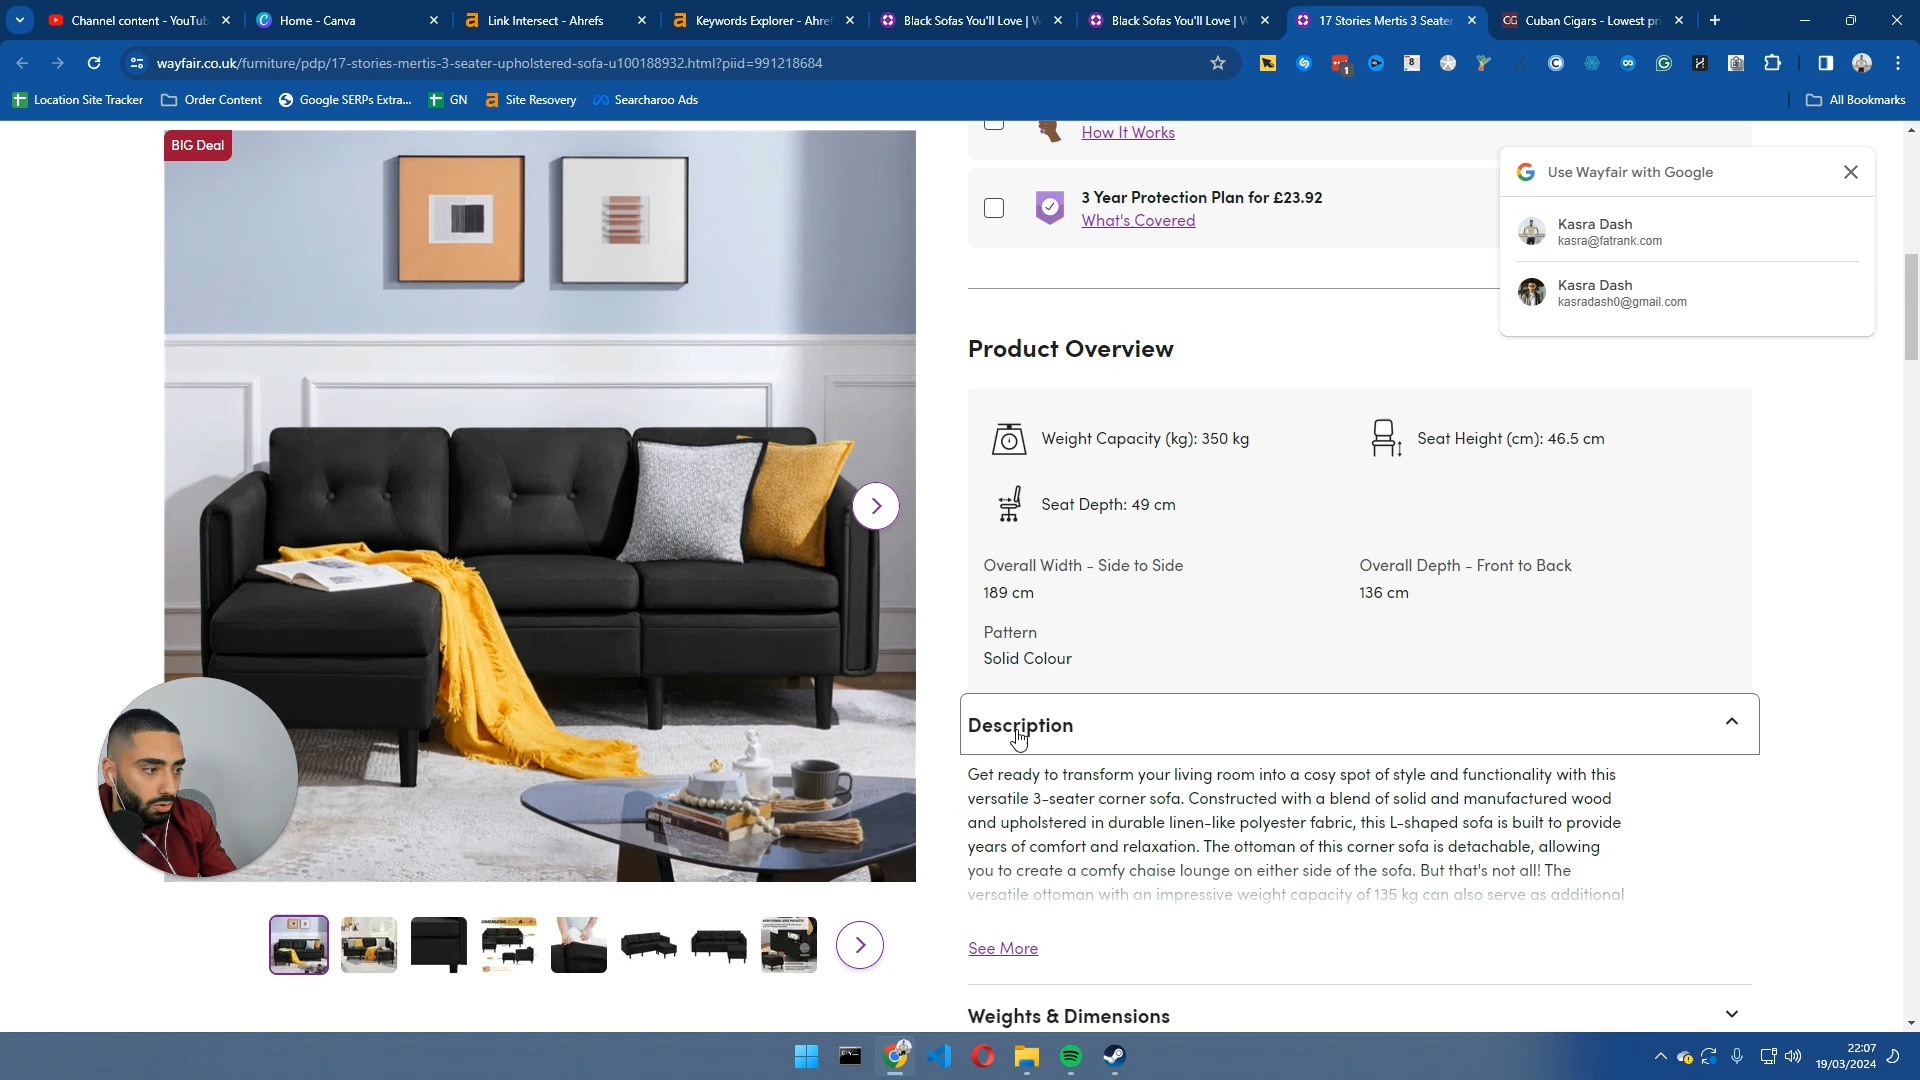 Channel content - YouTub
Home - Canva
Link Intersect - Ahrefs
Keywords Explorer - Ahre
Black Sofas You'll Love | W
Black Sofas You'll Love | W
17 Stories Mertis 3 Seater
Cuban Cigars - Lowest pri
wayfair.co.uk/furniture/pdp/17-stories-mertis-3-seater-upholstered-sofa-u100188932.html?piid=991218684
Location Site Tracker
Order Content
Google SERPs Extra...
GN
Site Recovery
Searcharoo Ads
All Bookmarks
BIG Deal
How It Works
3 Year Protection Plan for £23.92
What's Covered
Use Wayfair with Google
Kasra Dash
kasra@fatrank.com
Kasra Dash
kasradash0@gmail.com
Product Overview
Weight Capacity (kg): 350 kg
Seat Height (cm): 46.5 cm
Seat Depth: 49 cm
Overall Width - Side to Side
189 cm
Overall Depth - Front to Back
136 cm
Pattern
Solid Colour
Description
Get ready to transform your living room into a cosy spot of style and functionality with this
versatile 3-seater corner sofa. Constructed with a blend of solid and manufactured wood
and upholstered in durable linen-like polyester fabric, this L-shaped sofa is built to provide
years of comfort and relaxation. The ottoman of this corner sofa is detachable, allowing
you to create a comfy chaise lounge on either side of the sofa. But that's not all! The
versatile ottoman with an impressive weight capacity of 135 kg can also serve as additional
See More
Weights & Dimensions
22:07
19/03/2024